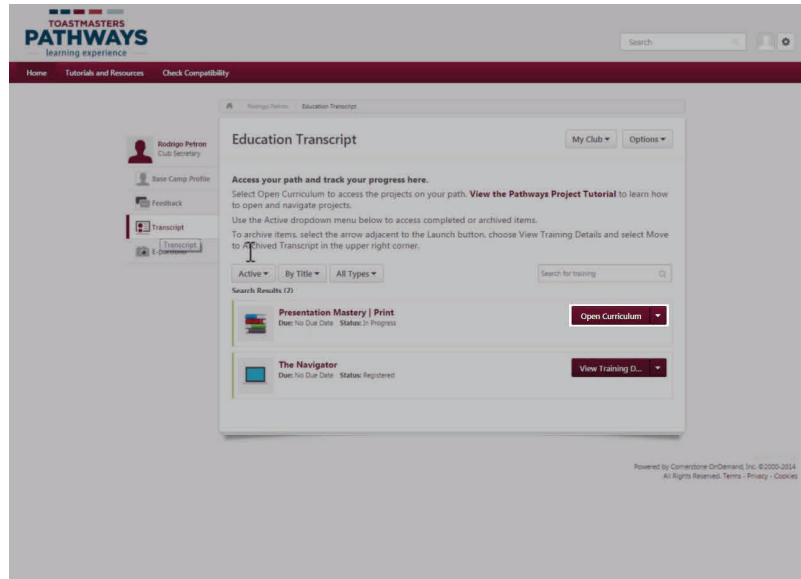 TOASTMASTERS
PATHWAYS
learning experience
Search
Home Tutorials and Resources Check Compatibility
Rodrigo Petron Education Transcript
Rodrigo Petron
Club Secretary
Base Camp Profile
Feedback
Transcript
Transcript
Education Transcript
My Club Options
Access your path and track your progress here.
Select Open Curriculum to access the projects on your path. View the Pathways Project Tutorial to learn how
to open and navigate projects.
Use the Active dropdown menu below to access completed or archived items.
To archive items, select the arrow adjacent to the Launch button, choose View Training Details and select Move
to Archived Transcript in the upper right corner.
Active By Title All Types
Search for training
Search Results (2)
Presentation Mastery | Print
Due: No Due Date Status: In Progress
Open Curriculum
The Navigator
Due: No Due Date Status: Registered
View Training D...
Powered by Cornerstone OnDemand, Inc. ©2000-2014
All Rights Reserved. Terms - Privacy - Cookies